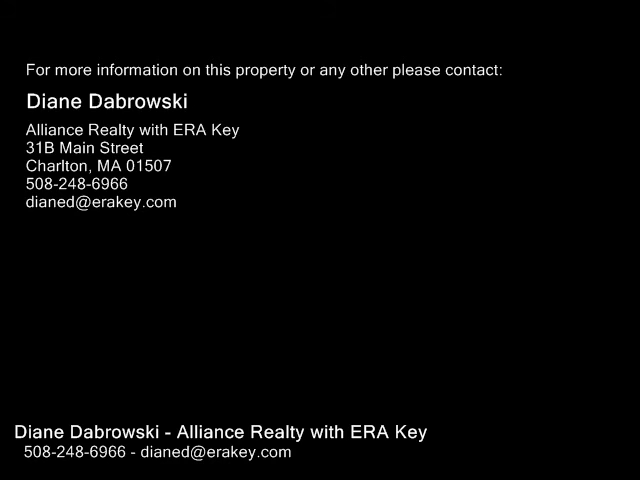 For more information on this property or any other please contact:
Diane Dabrowski
Alliance Realty with ERA Key
31B Main Street
Charlton, MA 01507
508-248-6966
dianed@erakey.com
Diane Dabrowski - Alliance Realty with ERA Key
508-248-6966 - dianed@erakey.com